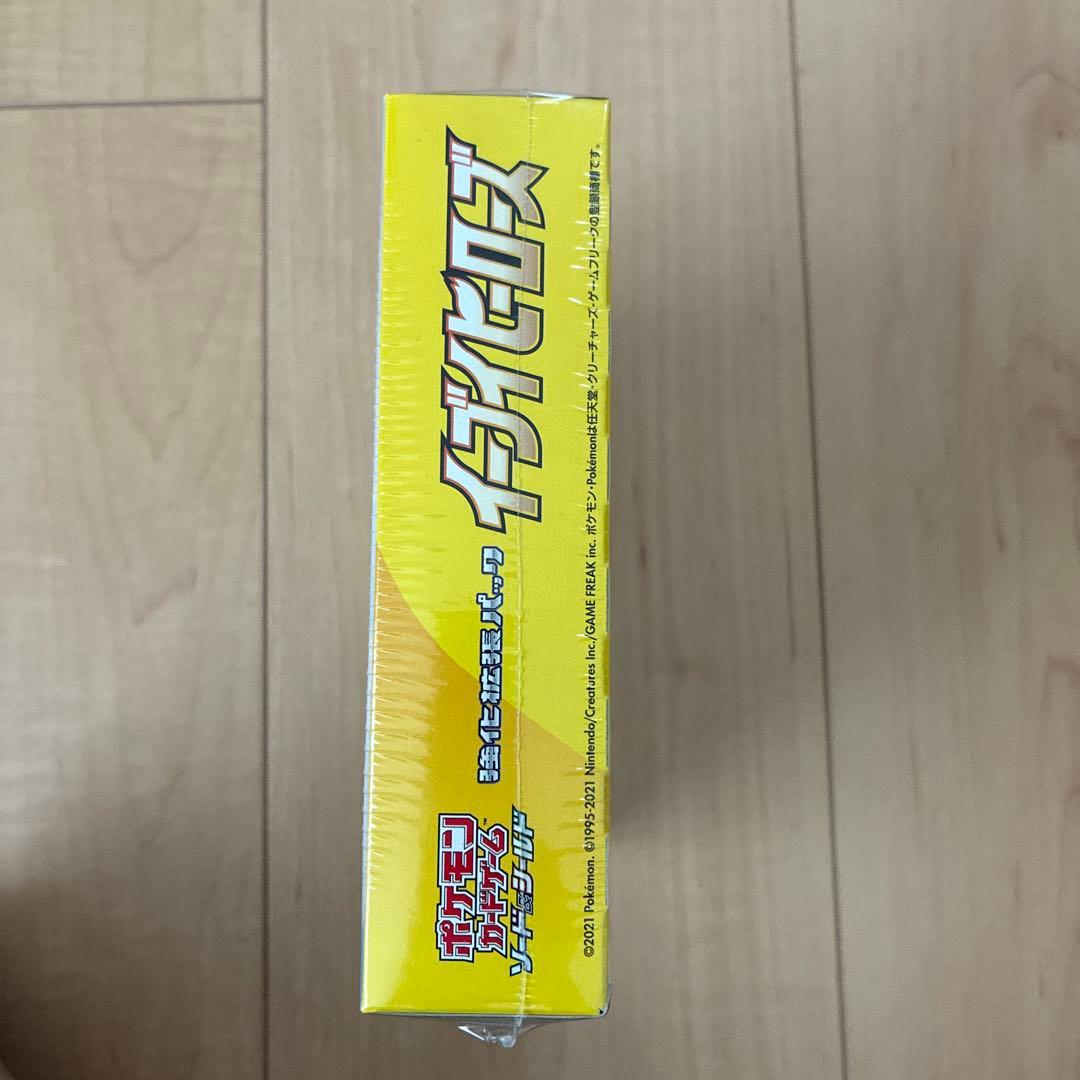 ポケモン
カードゲーム™
ソード&シールド
強化拡張パック
イーブイヒーローズ
©2021 Pokémon. ©1995-2021 Nintendo/Creatures Inc./GAME FREAK inc. ポケモン・Pokémonは任天堂・クリーチャーズ・ゲームフリークの登録商標です。